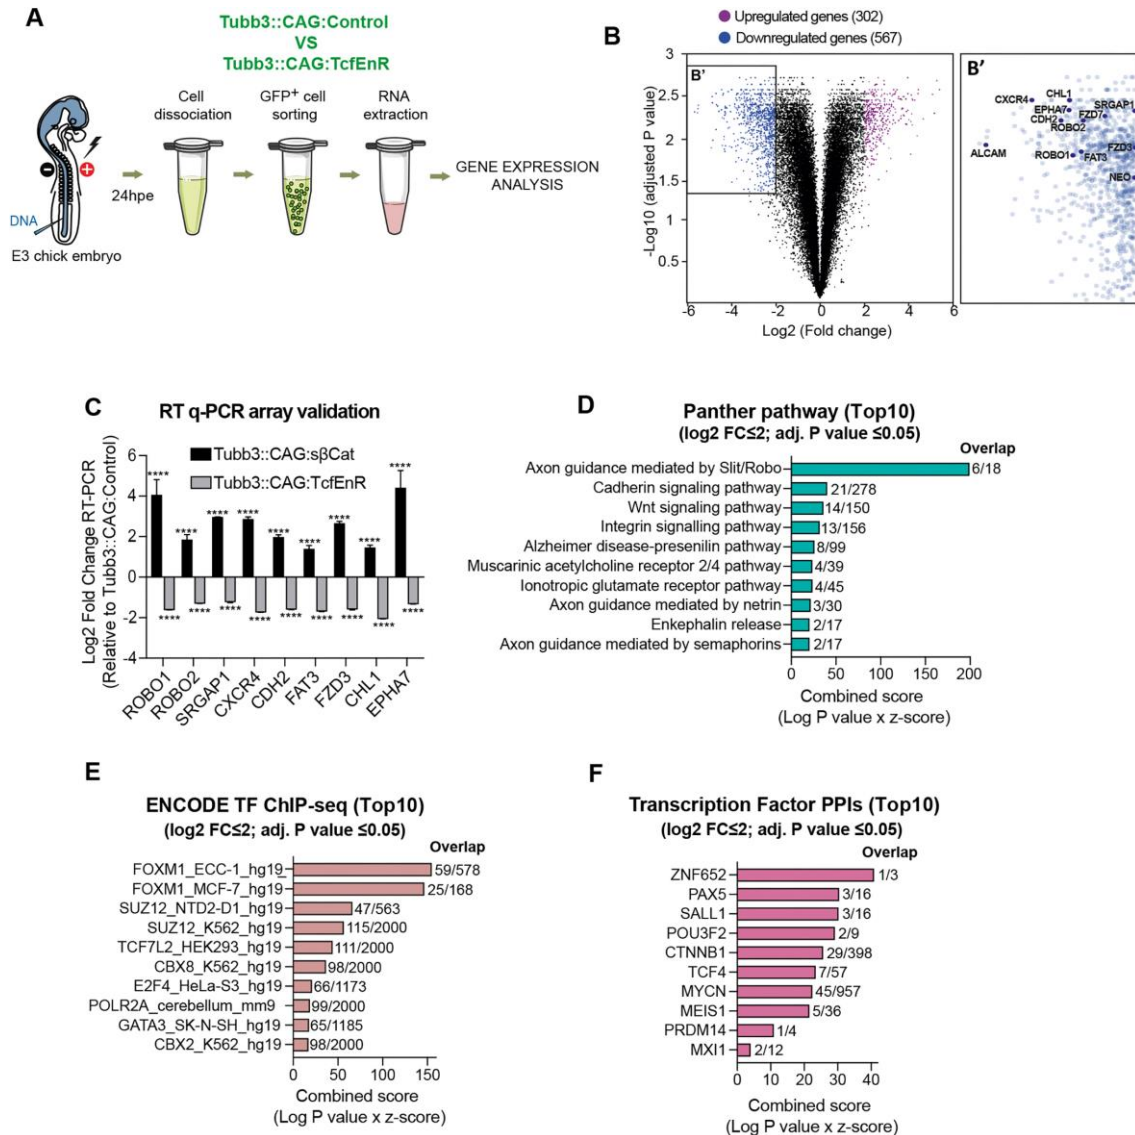 A
Tubb3::CAG:Control
VS
Tubb3::CAG:TcfEnR
Cell
dissociation
GFP+ cell
sorting
RNA
extraction
GENE EXPRESSION
ANALYSIS
24hpe
DNA
E3 chick embryo
B
Upregulated genes (302)
Downregulated genes (567)
B'
-Log10 (adjusted P value)
3
2.5
2
1.5
1
0.5
-6
-4
-2
0
2
4
6
Log2 (Fold change)
B'
CXCR4
CHL1
EPHA7
CDH2
ROBO2
FZD7
SRGAP1
ALCAM
ROBO1
FAT3
FZD3
NEO
C
RT q-PCR array validation
Tubb3::CAG:sβCat
Tubb3::CAG:TcfEnR
Log2 Fold Change RT-PCR
(Relative to Tubb3::CAG:Control)
6
4
2
0
-2
-4
**** **** **** **** **** **** **** **** ****
**** **** **** **** **** **** **** **** ****
ROBO1
ROBO2
SRGAP1
CXCR4
CDH2
FAT3
FZD3
CHL1
EPHA7
D
Panther pathway (Top10)
(log2 FC≤2; adj. P value ≤0.05)
Overlap
Axon guidance mediated by Slit/Robo 6/18
Cadherin signaling pathway 21/278
Wnt signaling pathway 14/150
Integrin signalling pathway 13/156
Alzheimer disease-presenilin pathway 8/99
Muscarinic acetylcholine receptor 2/4 pathway 4/39
Ionotropic glutamate receptor pathway 4/45
Axon guidance mediated by netrin 3/30
Enkephalin release 2/17
Axon guidance mediated by semaphorins 2/17
0 50 100 150 200
Combined score
(Log P value x z-score)
E
ENCODE TF ChIP-seq (Top10)
(log2 FC≤2; adj. P value ≤0.05)
Overlap
FOXM1_ECC-1_hg19_ 59/578
FOXM1_MCF-7_hg19 25/168
SUZ12_NTD2-D1_hg19 47/563
SUZ12_K562_hg19 115/2000
TCF7L2_HEK293_hg19 111/2000
CBX8_K562_hg19 98/2000
E2F4_HeLa-S3_hg19 66/1173
POLR2A_cerebellum_mm9 99/2000
GATA3_SK-N-SH_hg19 65/1185
CBX2_K562_hg19 98/2000
0 50 100 150
Combined score
(Log P value x z-score)
F
Transcription Factor PPIs (Top10)
(log2 FC≤2; adj. P value ≤0.05)
Overlap
ZNF652 1/3
PAX5 3/16
SALL1 3/16
POU3F2 2/9
CTNNB1 29/398
TCF4 7/57
MYCN 45/957
MEIS1 5/36
PRDM14 1/4
MXI1 2/12
0 10 20 30 40
Combined score
(Log P value x z-score)